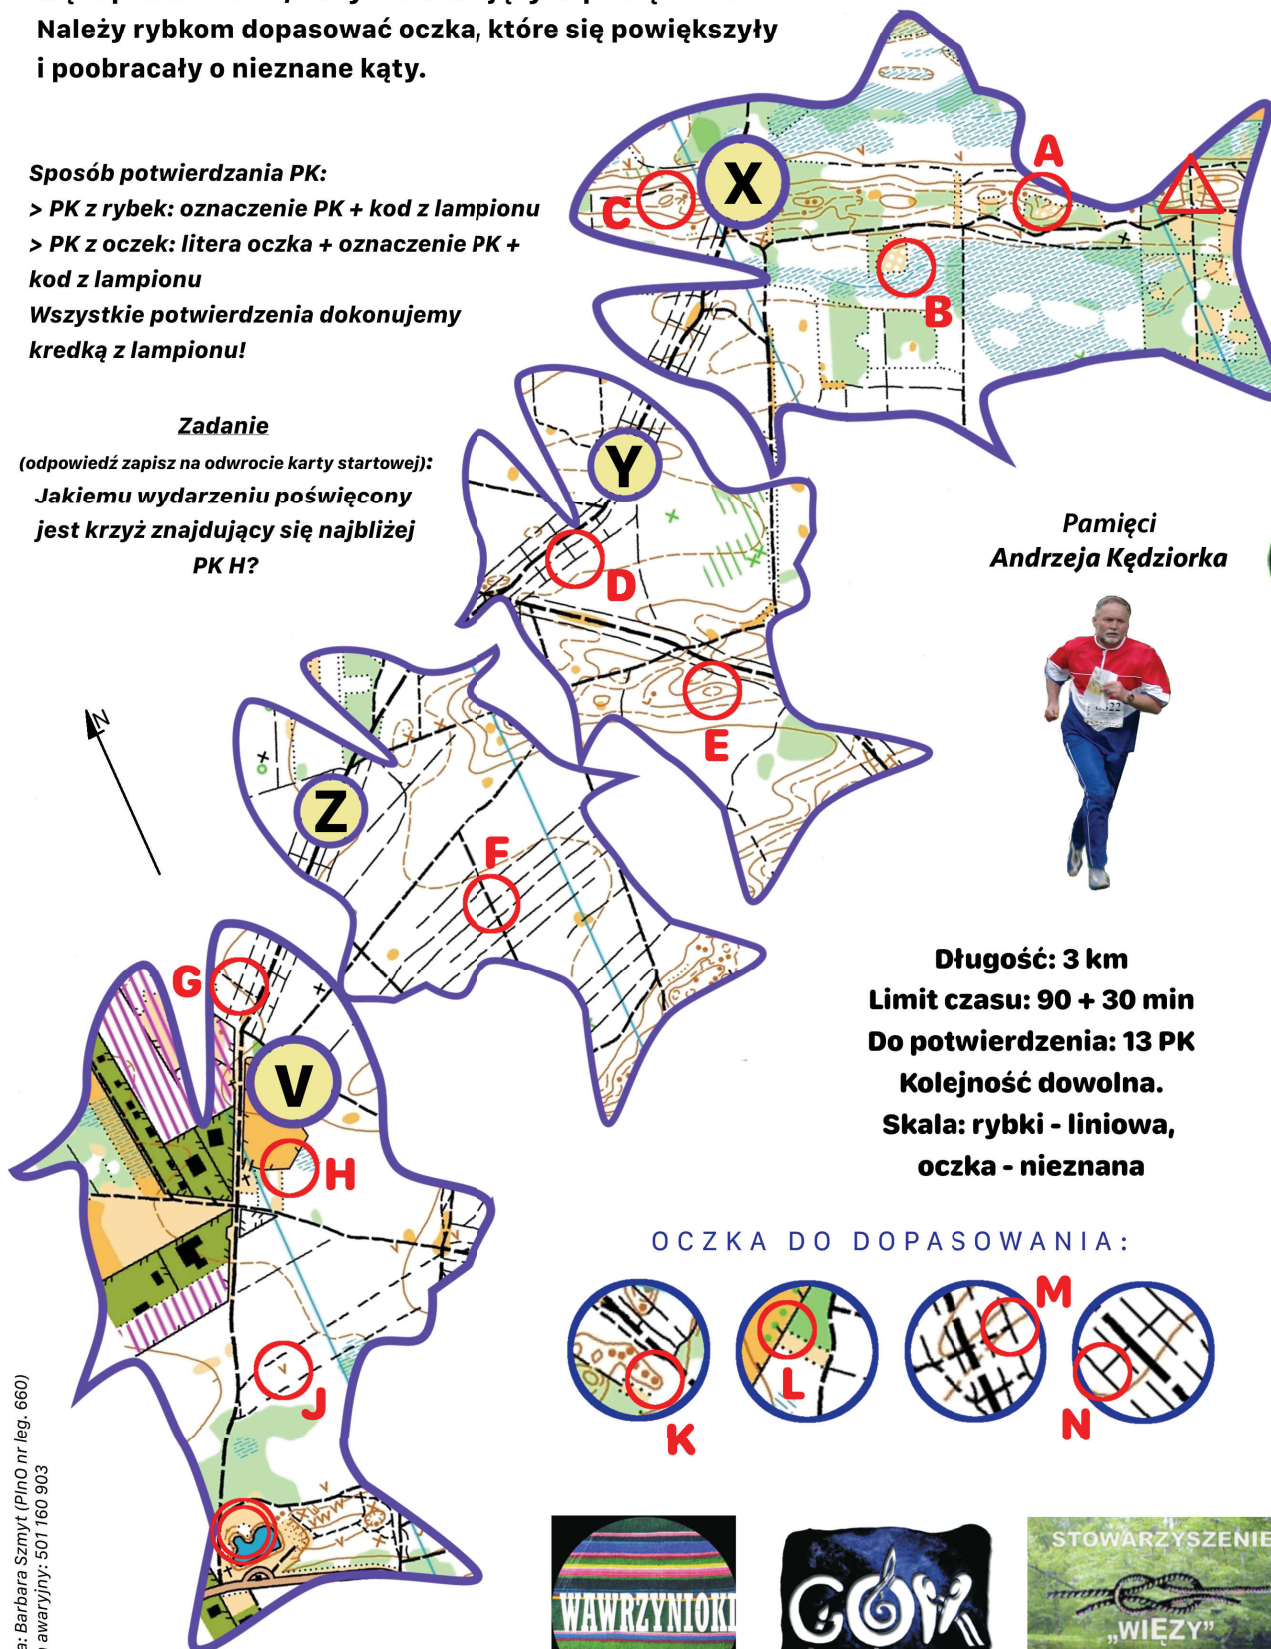 Należy rybkom dopasować oczka, które się powiększyły
i poobracały o nieznane kąty.
Sposób potwierdzania PK:
> PK z rybek: oznaczenie PK + kod z lampionu
> PK z oczek: litera oczka + oznaczenie PK +
kod z lampionu
Wszystkie potwierdzenia dokonujemy
kredką z lampionu!
Zadanie
(odpowiedź zapisz na odwrocie karty startowej):
Jakiemu wydarzeniu poświęcony
jest krzyż znajdujący się najbliżej
PK H?
X
A
B
C
Y
D
E
Pamięci
Andrzeja Kędziorka
N
Z
F
G
V
H
J
Długość: 3 km
Limit czasu: 90 + 30 min
Do potwierdzenia: 13 PK
Kolejność dowolna.
Skala: rybki - liniowa,
oczka - nieznana
OCZKA DO DOPASOWANIA:
K
L
M
N
a: Barbara Szmyt (PInO nr leg. 660)
awaryjny: 501 160 903
WAWRZYNIOKI
GOK
STOWARZYSZENIE
„WIĘZY”